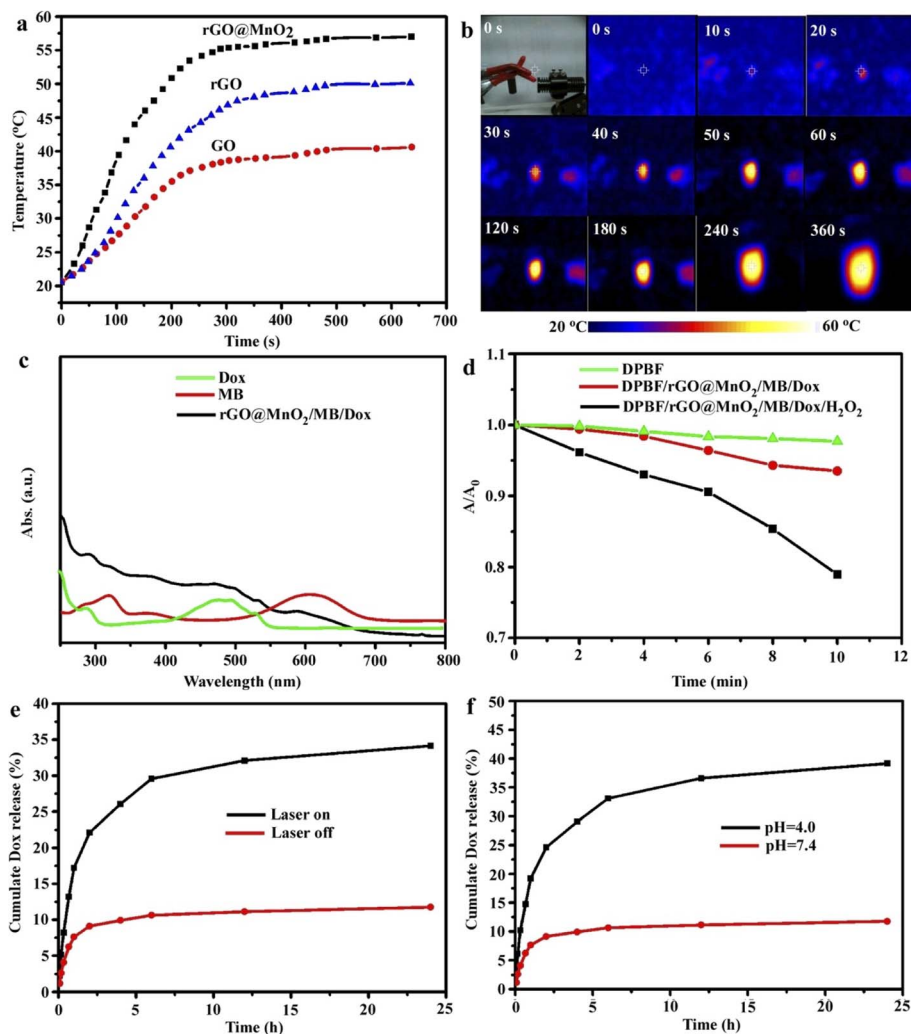 a
rGO@MnO₂
rGO
GO
Temperature (ºC)
60
55
50
45
40
35
30
25
20
0 100 200 300 400 500 600 700
Time (s)
b
0 s 0 s 10 s 20 s
30 s 40 s 50 s 60 s
120 s 180 s 240 s 360 s
20 ºC 60 ºC
c
Dox
MB
rGO@MnO₂/MB/Dox
Abs. (a.u.)
300 400 500 600 700 800
Wavelength (nm)
d
DPBF
DPBF/rGO@MnO₂/MB/Dox
DPBF/rGO@MnO₂/MB/Dox/H₂O₂
A/A₀
1.1
1.0
0.9
0.8
0.7
0 2 4 6 8 10 12
Time (min)
e
Laser on
Laser off
Cumulate Dox release (%)
40
35
30
25
20
15
10
5
0
0 5 10 15 20 25
Time (h)
f
pH=4.0
pH=7.4
Cumulate Dox release (%)
50
45
40
35
30
25
20
15
10
5
0
0 5 10 15 20 25
Time (h)